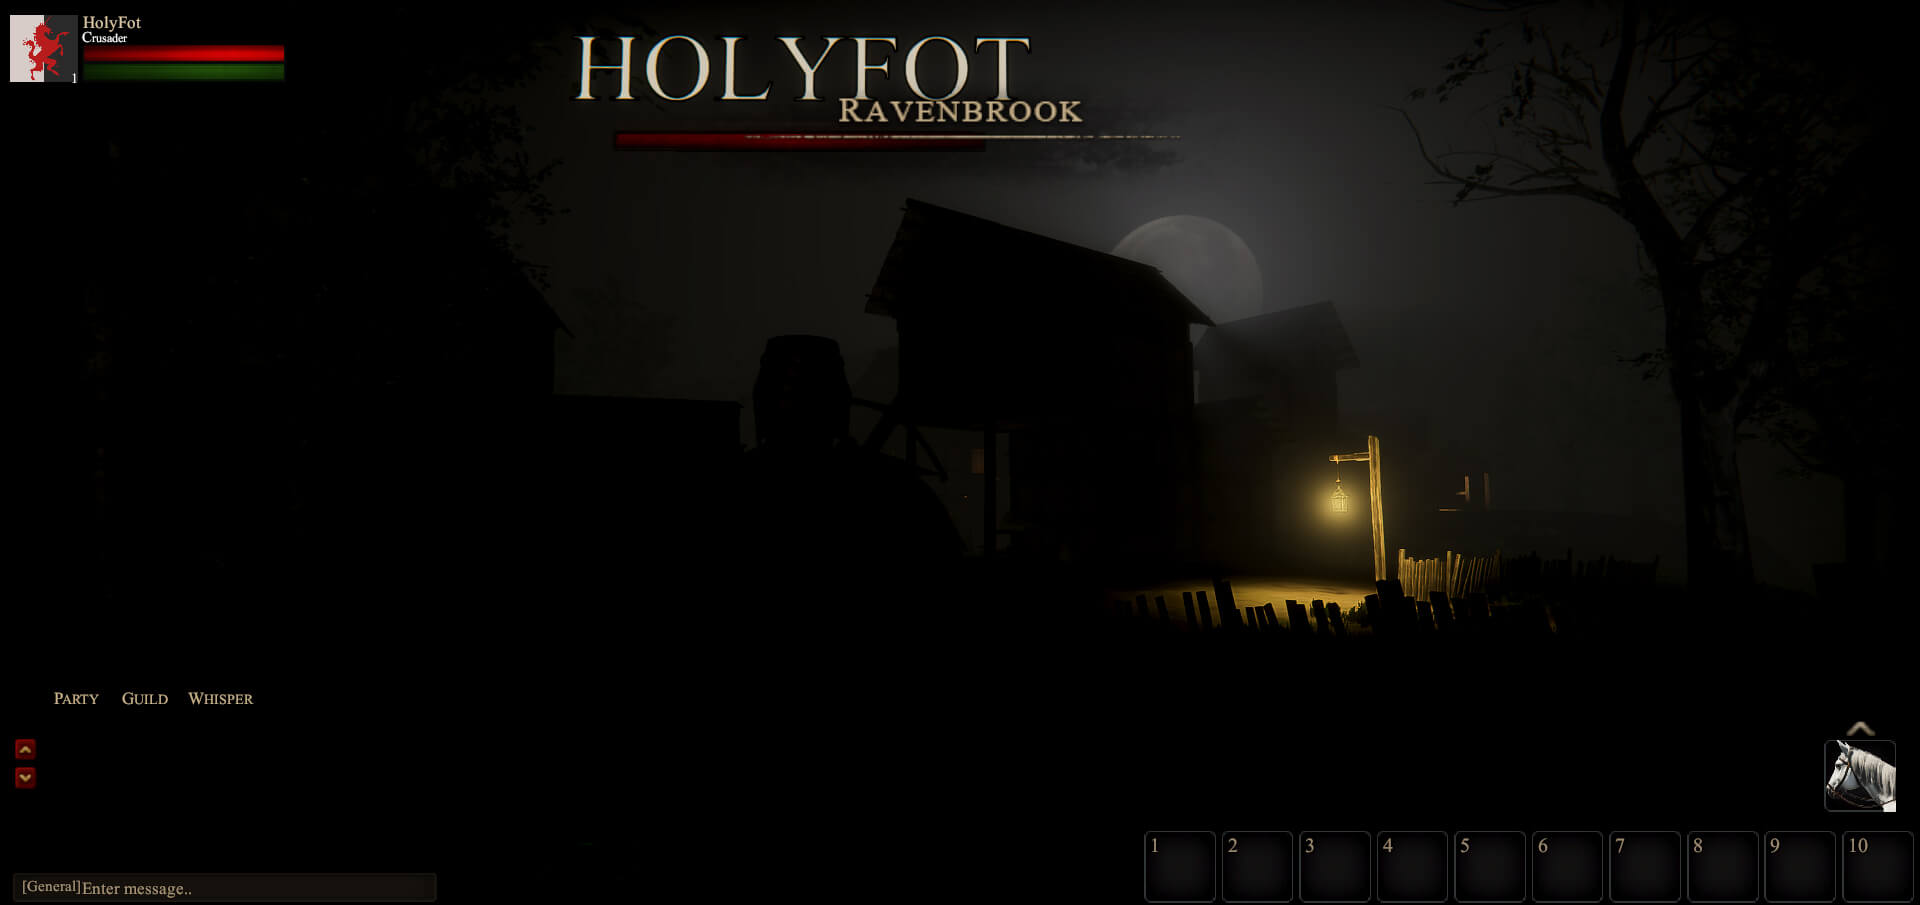 HolyFot
Crusader
1
HOLYFOT
RAVENBROOK
PARTY GUILD WHISPER
[General]Enter message..
1 2 3 4 5 6 7 8 9 10